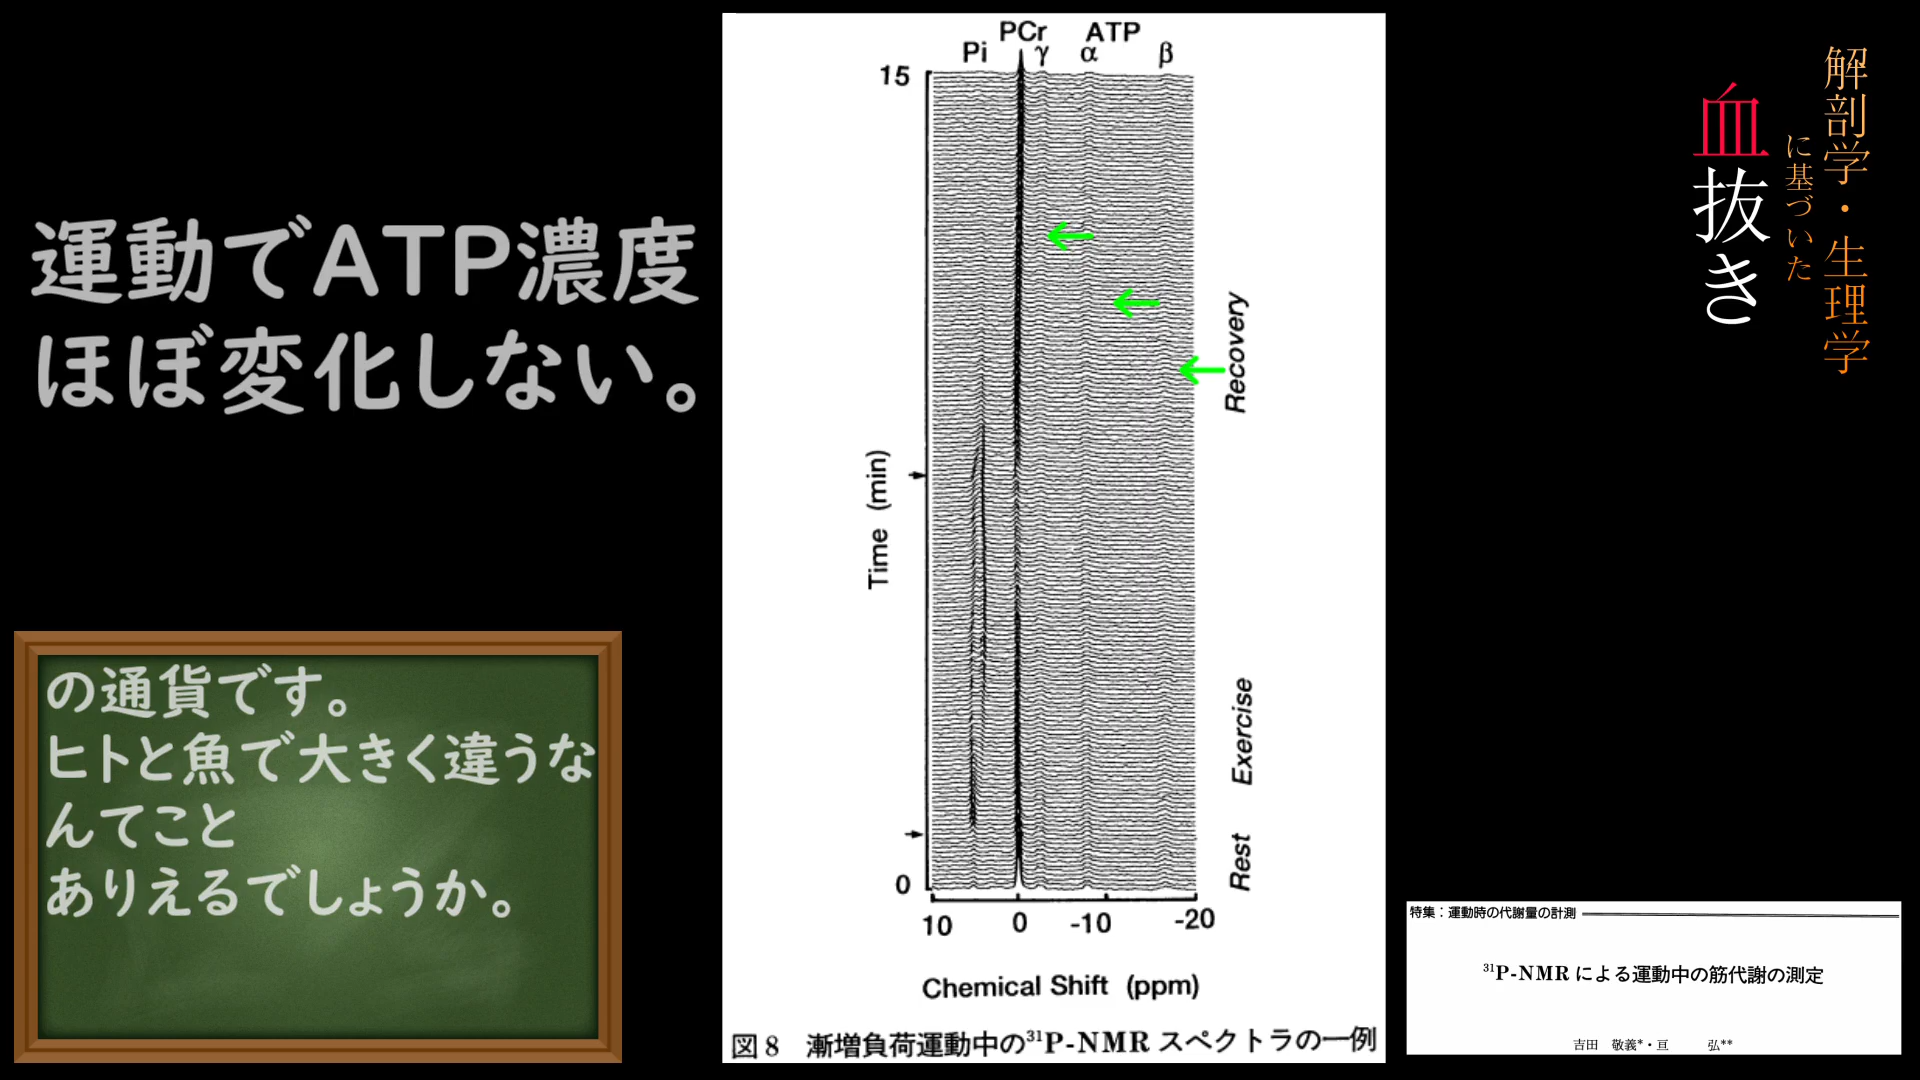 運動でATP濃度
ほぼ変化しない。
の通貨です。
ヒトと魚で大きく違うな
んてこと
ありえるでしょうか。
PCr ATP
Pi γ α β
15
Recovery
Time (min)
Exercise
Rest
0
10 0 -10 -20
Chemical Shift (ppm)
図8 漸増負荷運動中の³¹P-NMRスペクトラの一例
解剖学・生理学
に基づいた
血抜き
特集：運動時の代謝量の計測
³¹P-NMRによる運動中の筋代謝の測定
吉田 敬義*・亘 弘**